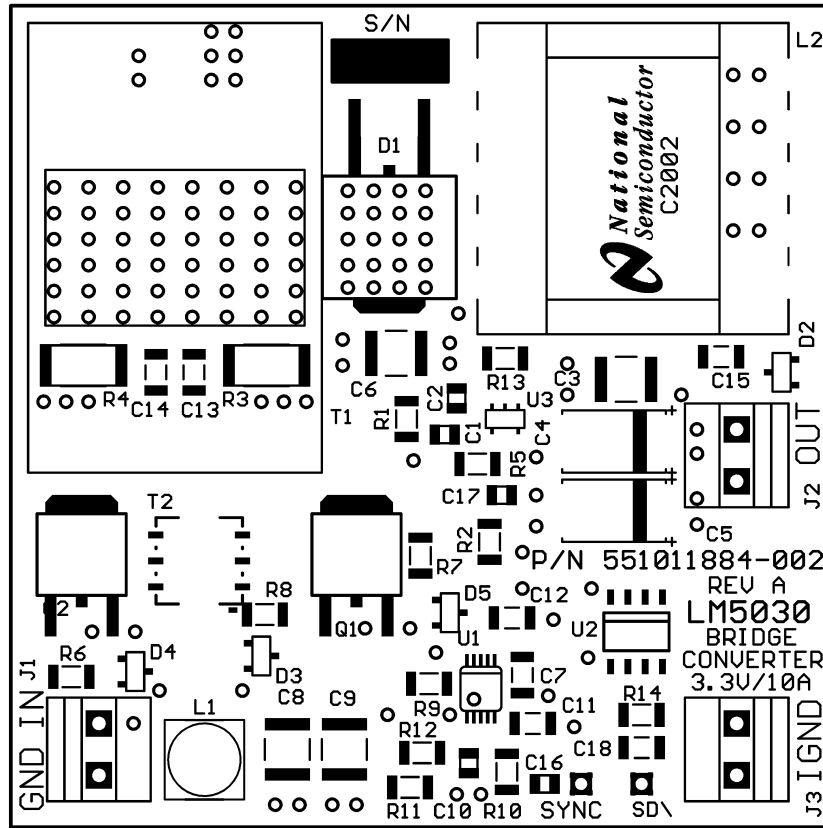 S/N
L2
D1
National
Semiconductor
C2002
D2
R4
C14
C13
R3
C6
T1
R1
C2
C1
R13
U3
C3
C4
C15
R5
C17
OUT
J2
C5
T2
R2
R7
P/N 551011884-002
REV A
LM5030
BRIDGE
CONVERTER
3.3V/10A
R8
Q1
D5
U1
C12
U2
J1
R6
D4
D3
C7
R9
C8
C9
L1
R12
C11
R14
C18
GND IN
R11
C10
R10
C16
SYNC
SD\
IGND
J3